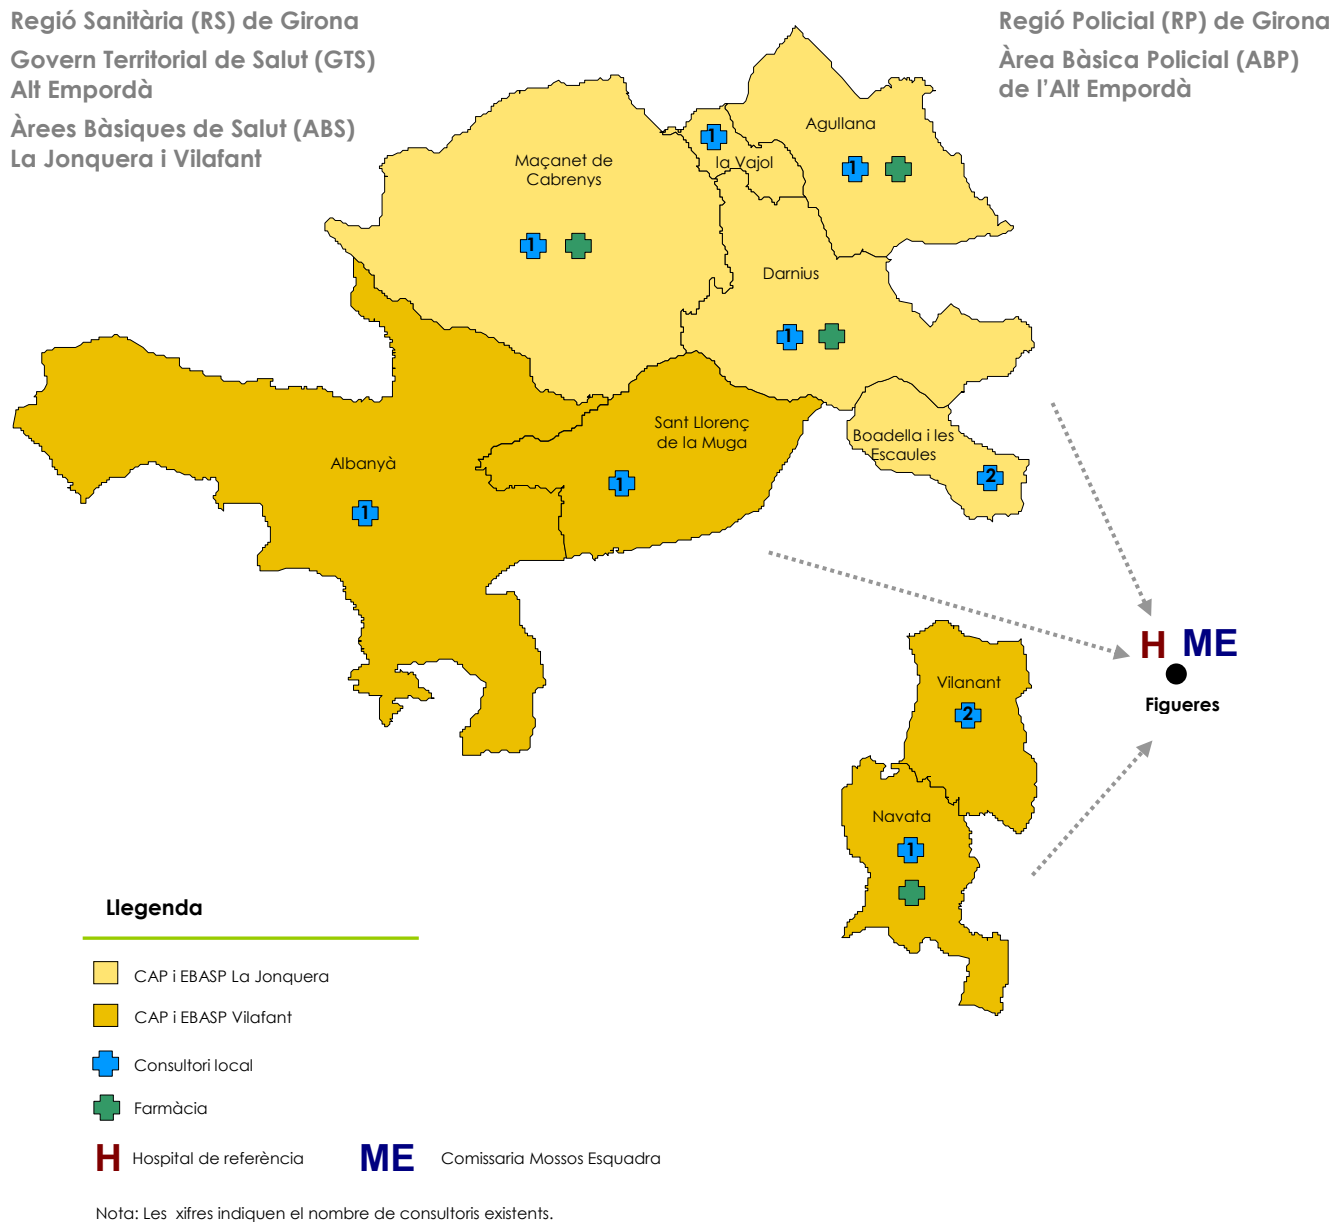 Regió Sanitària (RS) de Girona
Govern Territorial de Salut (GTS)
Alt Empordà
Àrees Bàsiques de Salut (ABS)
La Jonquera i Vilafant
Regió Policial (RP) de Girona
Àrea Bàsica Policial (ABP)
de l'Alt Empordà
Agullana
1
1
la Vajol
Maçanet de
Cabrenys
1
Darnius
1
Sant Llorenç
de la Muga
1
Boadella i les
Escaules
2
Albanyà
1
H ME
Figueres
Vilanant
2
Navata
1
Llegenda
CAP i EBASP La Jonquera
CAP i EBASP Vilafant
Consultori local
Farmàcia
H Hospital de referència
ME Comissaria Mossos Esquadra
Nota: Les xifres indiquen el nombre de consultoris existents.